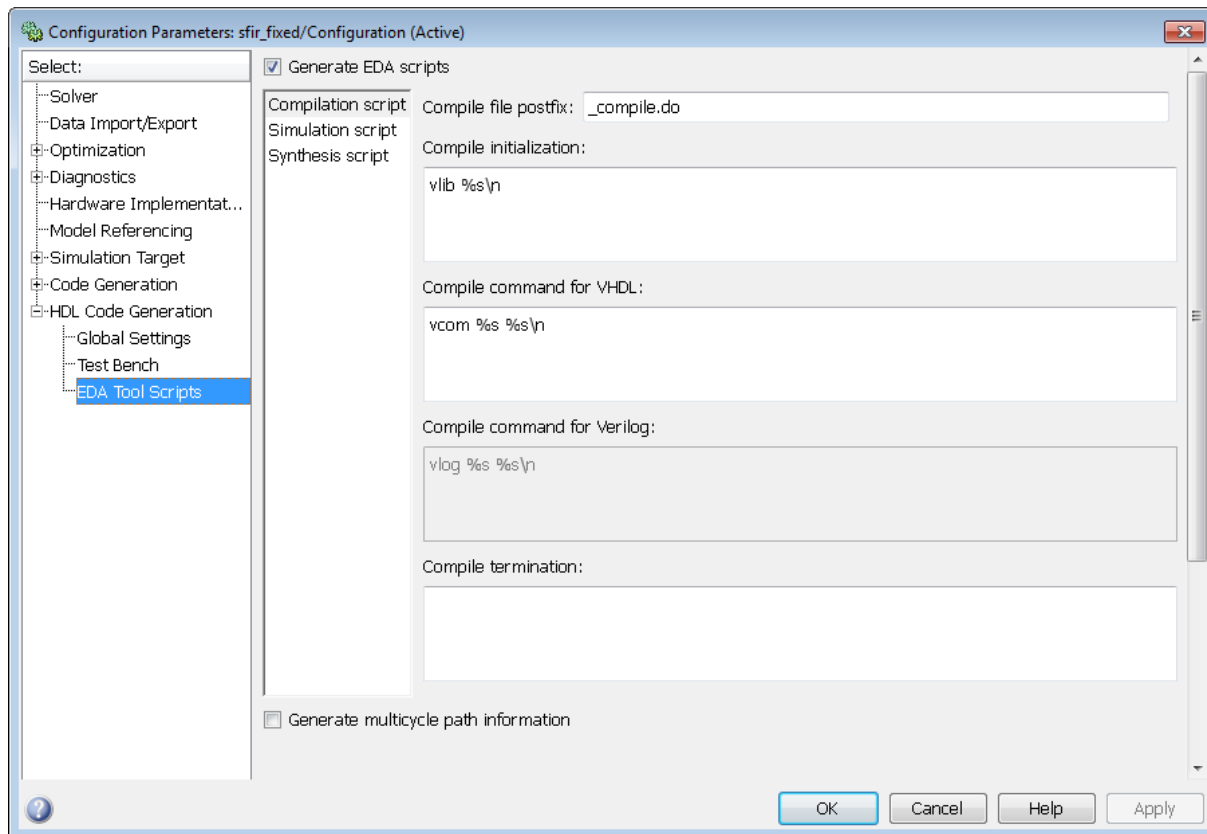 Configuration Parameters: sfir_fixed/Configuration (Active)
Select:
Solver
Data Import/Export
Optimization
Diagnostics
Hardware Implementat...
Model Referencing
Simulation Target
Code Generation
HDL Code Generation
Global Settings
Test Bench
EDA Tool Scripts
Generate EDA scripts
Compilation script
Simulation script
Synthesis script
Compile file postfix: _compile.do
Compile initialization:
vlib %s\n
Compile command for VHDL:
vcom %s %s\n
Compile command for Verilog:
vlog %s %s\n
Compile termination:
Generate multicycle path information
OK Cancel Help Apply